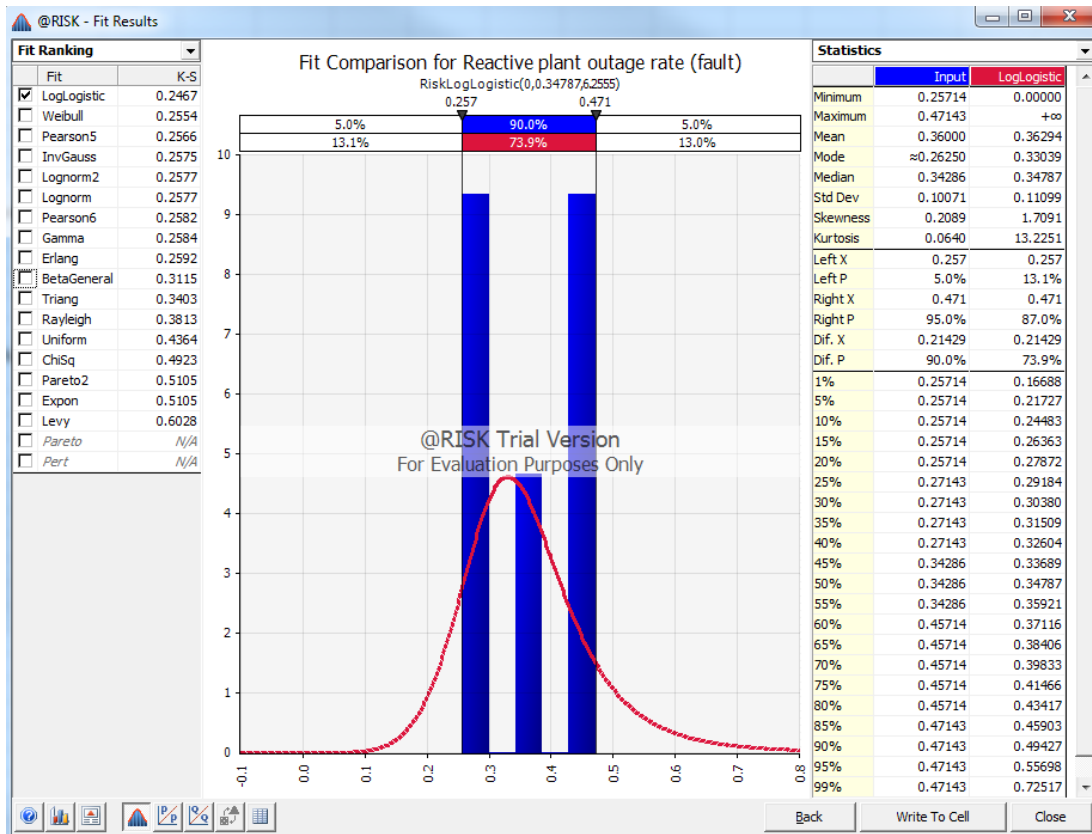 @RISK - Fit Results
Fit Ranking
Fit K-S
LogLogistic 0.2467
Weibull 0.2554
Pearson5 0.2566
InvGauss 0.2575
Lognorm2 0.2577
Lognorm 0.2577
Pearson6 0.2582
Gamma 0.2584
Erlang 0.2592
BetaGeneral 0.3115
Triang 0.3403
Rayleigh 0.3813
Uniform 0.4364
ChiSq 0.4923
Pareto2 0.5105
Expon 0.5105
Levy 0.6028
Pareto N/A
Pert N/A
Fit Comparison for Reactive plant outage rate (fault)
RiskLogLogistic(0,0.34787,6.2555)
0.257 0.471
5.0% 90.0% 5.0%
13.1% 73.9% 13.0%
10
9
8
7
6
5
4
3
2
1
0
@RISK Trial Version
For Evaluation Purposes Only
-0.1 0.0 0.1 0.2 0.3 0.4 0.5 0.6 0.7 0.8
Statistics
Input LogLogistic
Minimum 0.25714 0.00000
Maximum 0.47143 +∞
Mean 0.36000 0.36294
Mode ≈0.26250 0.33039
Median 0.34286 0.34787
Std Dev 0.10071 0.11099
Skewness 0.2089 1.7091
Kurtosis 0.0640 13.2251
Left X 0.257 0.257
Left P 5.0% 13.1%
Right X 0.471 0.471
Right P 95.0% 87.0%
Dif. X 0.21429 0.21429
Dif. P 90.0% 73.9%
1% 0.25714 0.16688
5% 0.25714 0.21727
10% 0.25714 0.24483
15% 0.25714 0.26363
20% 0.25714 0.27872
25% 0.27143 0.29184
30% 0.27143 0.30380
35% 0.27143 0.31509
40% 0.27143 0.32604
45% 0.34286 0.33689
50% 0.34286 0.34787
55% 0.34286 0.35921
60% 0.45714 0.37116
65% 0.45714 0.38406
70% 0.45714 0.39833
75% 0.45714 0.41466
80% 0.45714 0.43417
85% 0.47143 0.45903
90% 0.47143 0.49427
95% 0.47143 0.55698
99% 0.47143 0.72517
P P
Q Q
Back Write To Cell Close